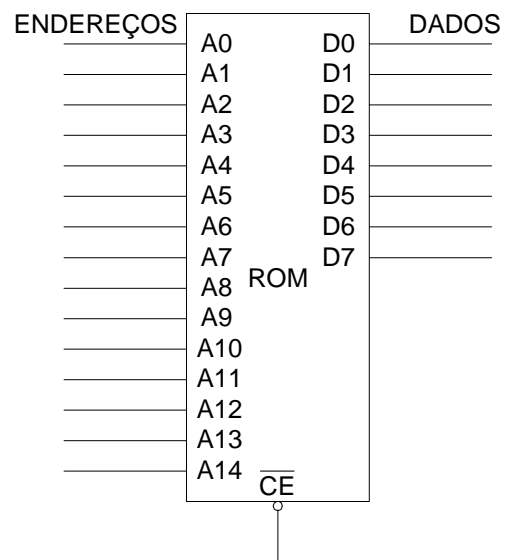 ENDEREÇOS DADOS
A0 D0
A1 D1
A2 D2
A3 D3
A4 D4
A5 D5
A6 D6
A7 D7
ROM
A8
A9
A10
A11
A12
A13
A14
CE